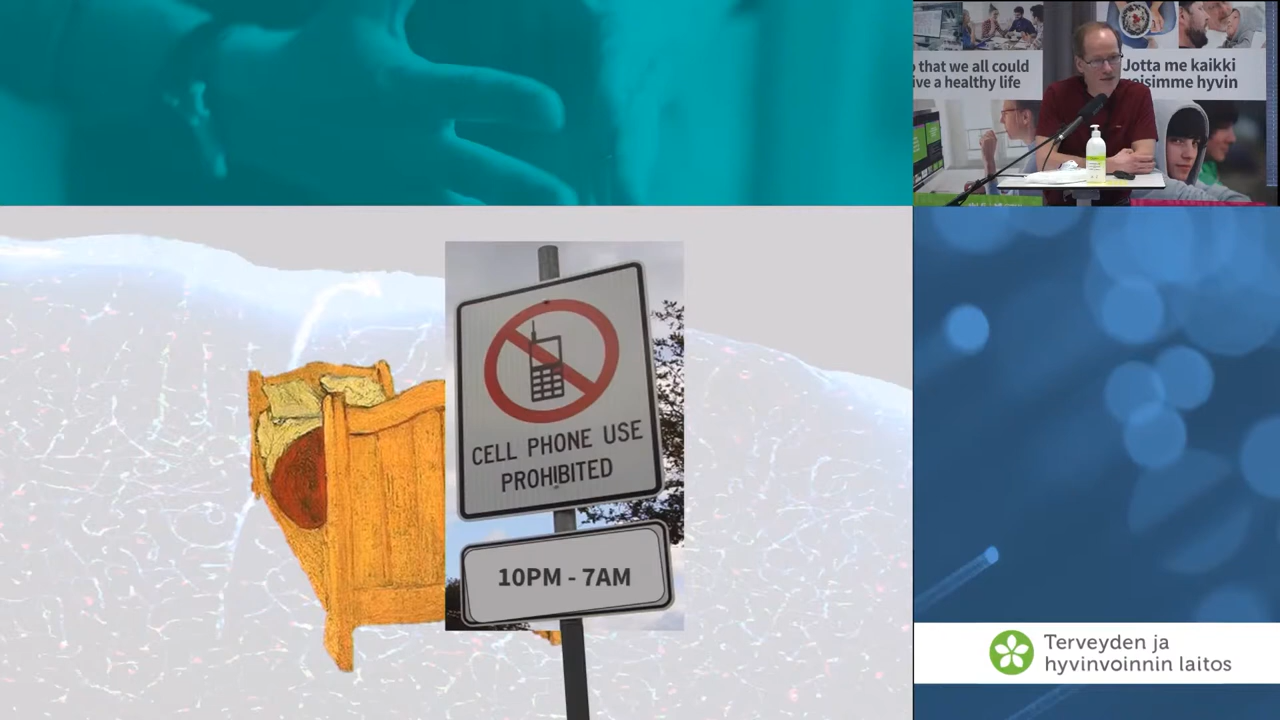 that we all could
ive a healthy life
Jotta me kaikki
oisimme hyvin
CELL PHONE USE
PROHIBITED
10PM - 7AM
Terveyden ja
hyvinvoinnin laitos